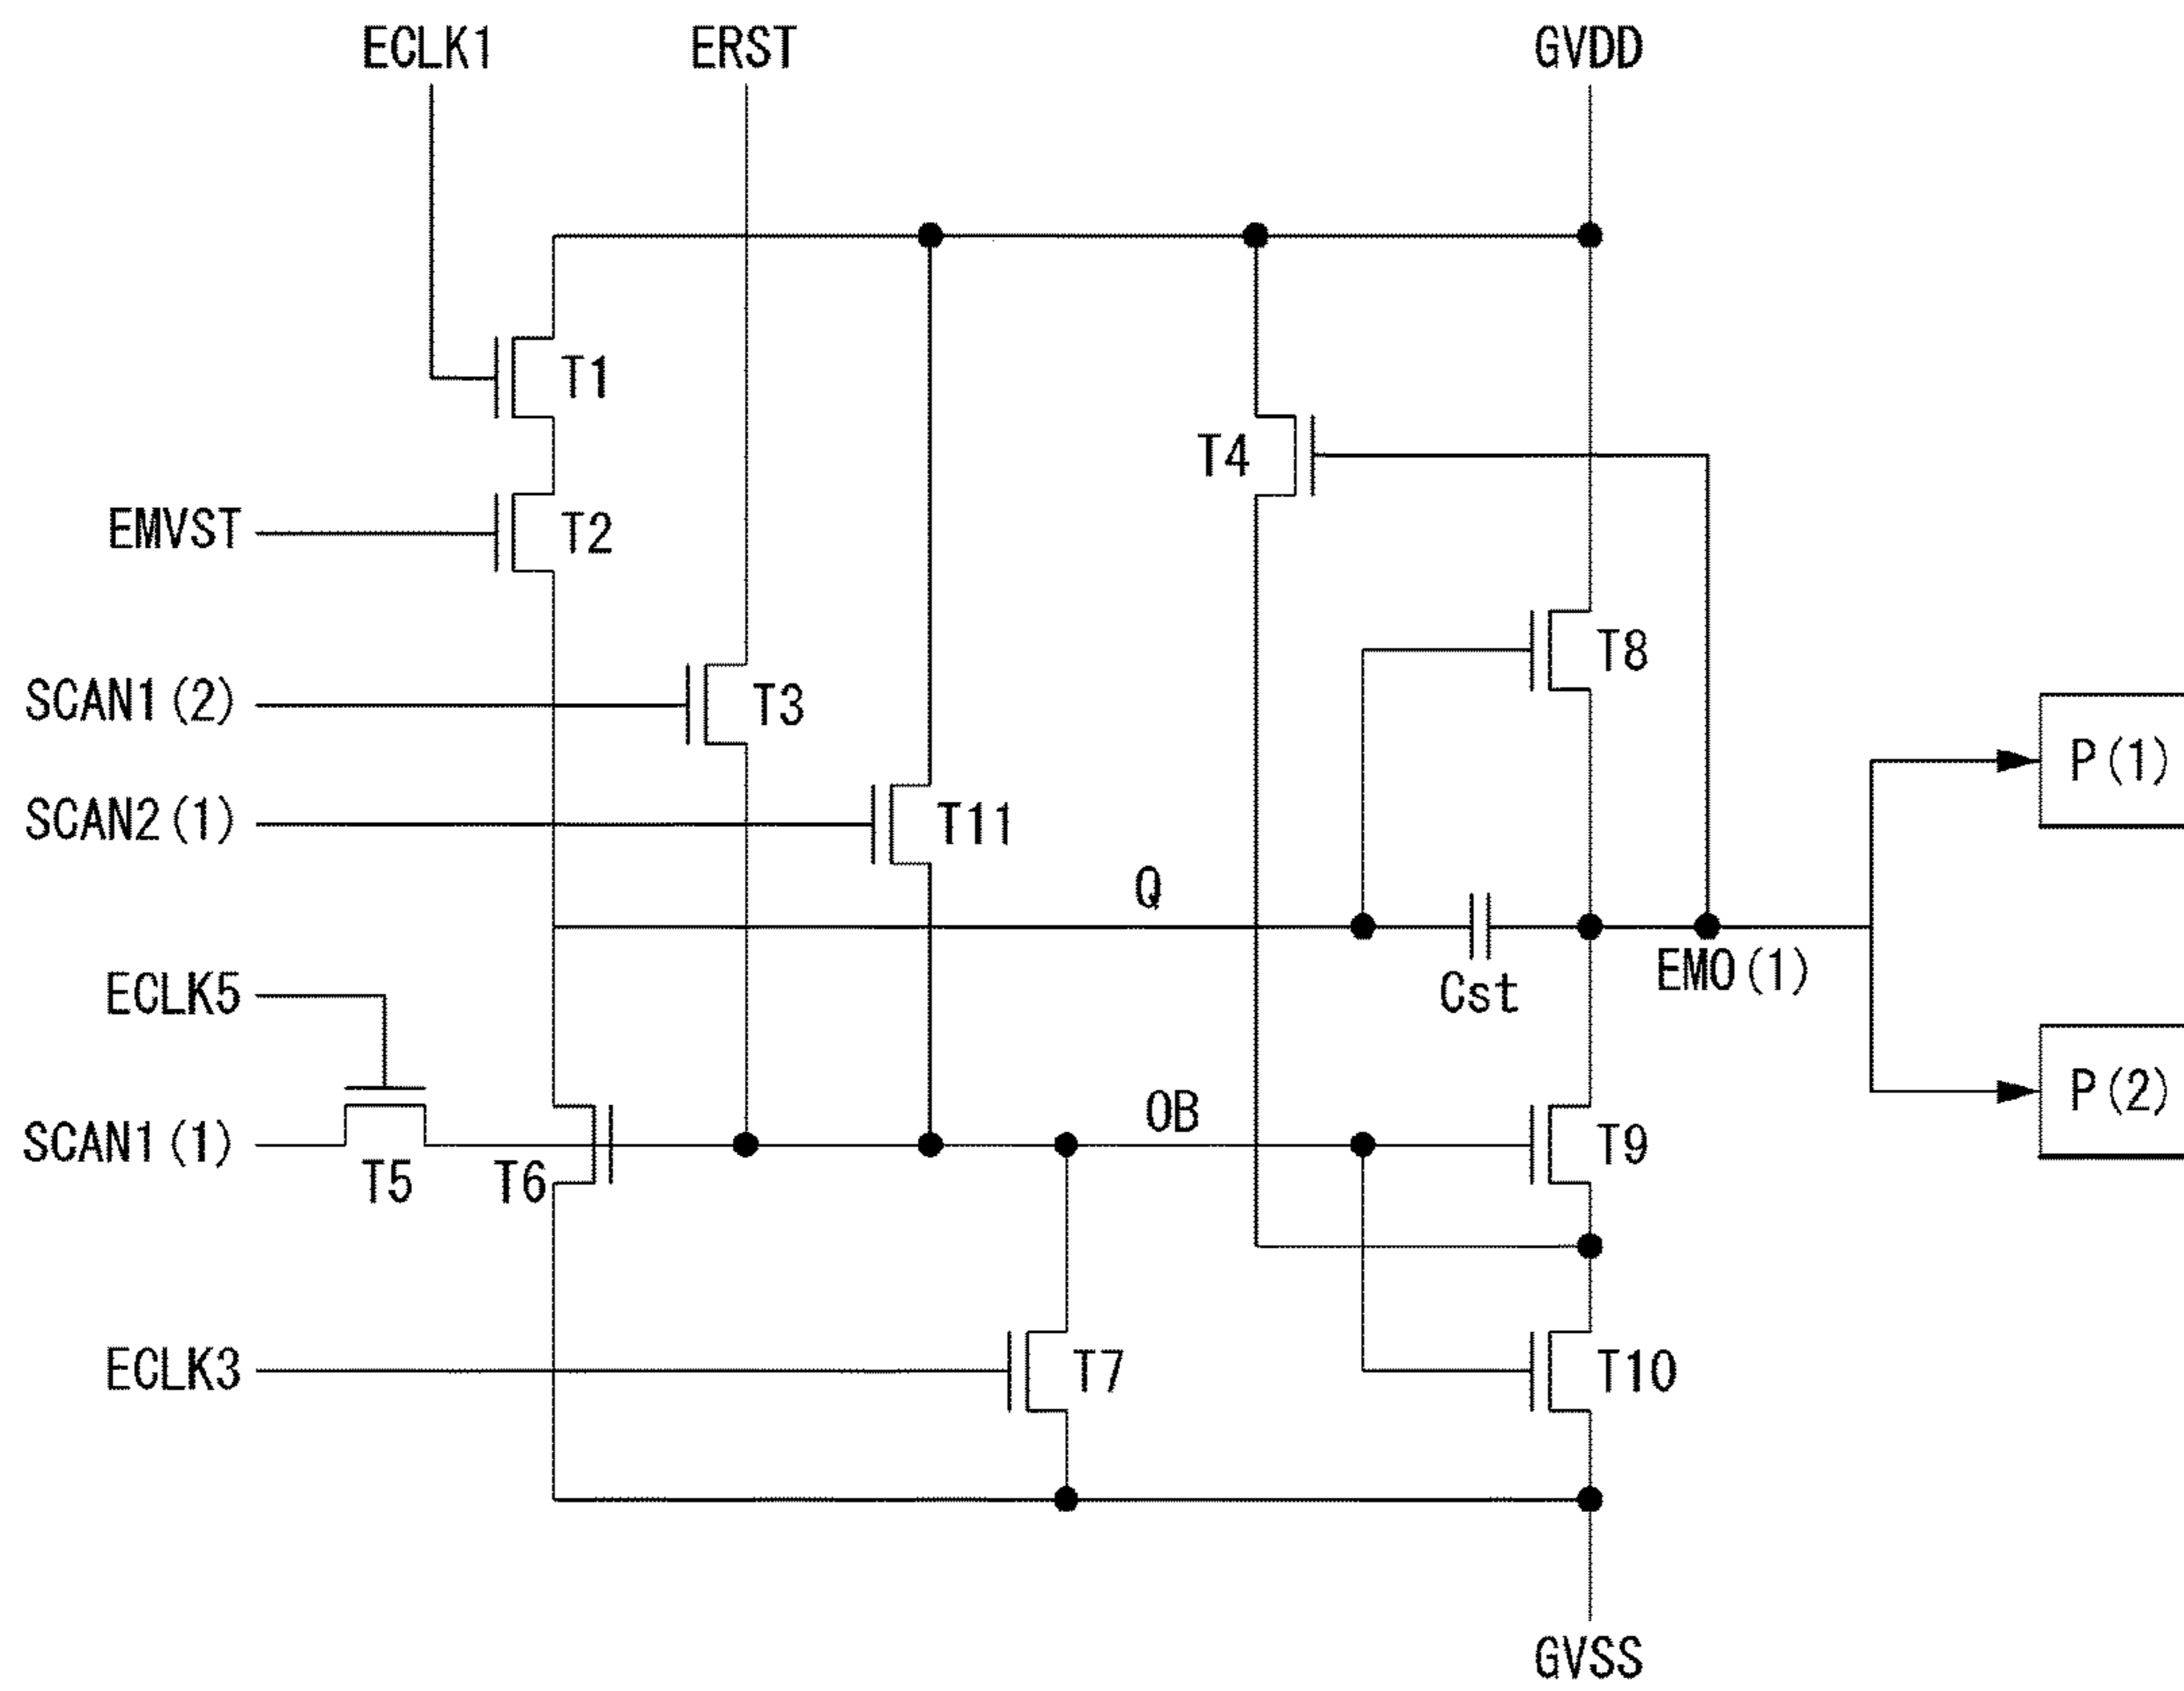 ECLK1
ERST
GVDD
T1
T4
EMVST
T2
T8
SCAN1(2)
T3
P(1)
SCAN2(1)
T11
Q
EMO(1)
ECLK5
Cst
P(2)
OB
SCAN1(1)
T5
T6
T9
ECLK3
T7
T10
GVSS